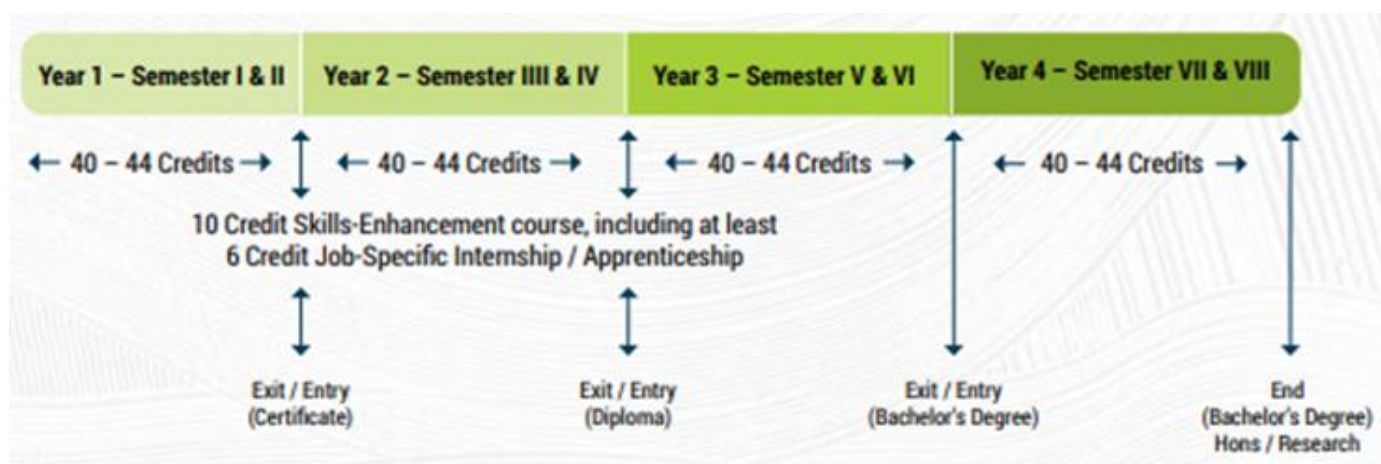 Year 1 – Semester I & II
Year 2 – Semester IIII & IV
Year 3 – Semester V & VI
Year 4 – Semester VII & VIII
40 – 44 Credits
40 – 44 Credits
40 – 44 Credits
40 – 44 Credits
10 Credit Skills-Enhancement course, including at least
6 Credit Job-Specific Internship / Apprenticeship
Exit / Entry
(Certificate)
Exit / Entry
(Diploma)
Exit / Entry
(Bachelor's Degree)
End
(Bachelor's Degree)
Hons / Research